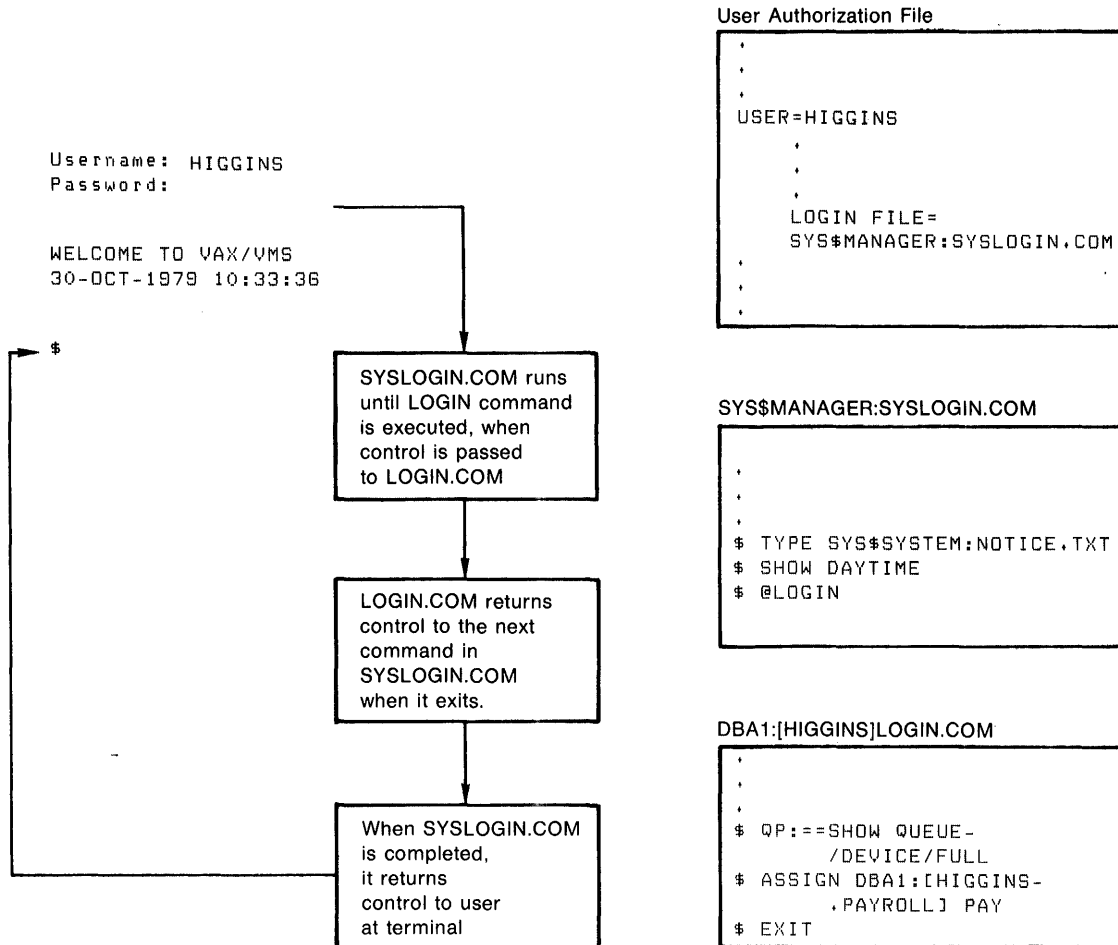 Username: HIGGINS
Password:
WELCOME TO VAX/VMS
30-OCT-1979 10:33:36
$
SYSLOGIN.COM runs
until LOGIN command
is executed, when
control is passed
to LOGIN.COM
LOGIN.COM returns
control to the next
command in
SYSLOGIN.COM
when it exits.
When SYSLOGIN.COM
is completed,
it returns
control to user
at terminal
User Authorization File
.
.
.
USER=HIGGINS
.
.
.
LOGIN FILE=
SYS$MANAGER:SYSLOGIN.COM
.
.
.
SYS$MANAGER:SYSLOGIN.COM
.
.
.
$ TYPE SYS$SYSTEM:NOTICE.TXT
$ SHOW DAYTIME
$ @LOGIN
DBA1:[HIGGINS]LOGIN.COM
.
.
.
$ QP:==SHOW QUEUE-
/DEVICE/FULL
$ ASSIGN DBA1:[HIGGINS-
.PAYROLL] PAY
$ EXIT